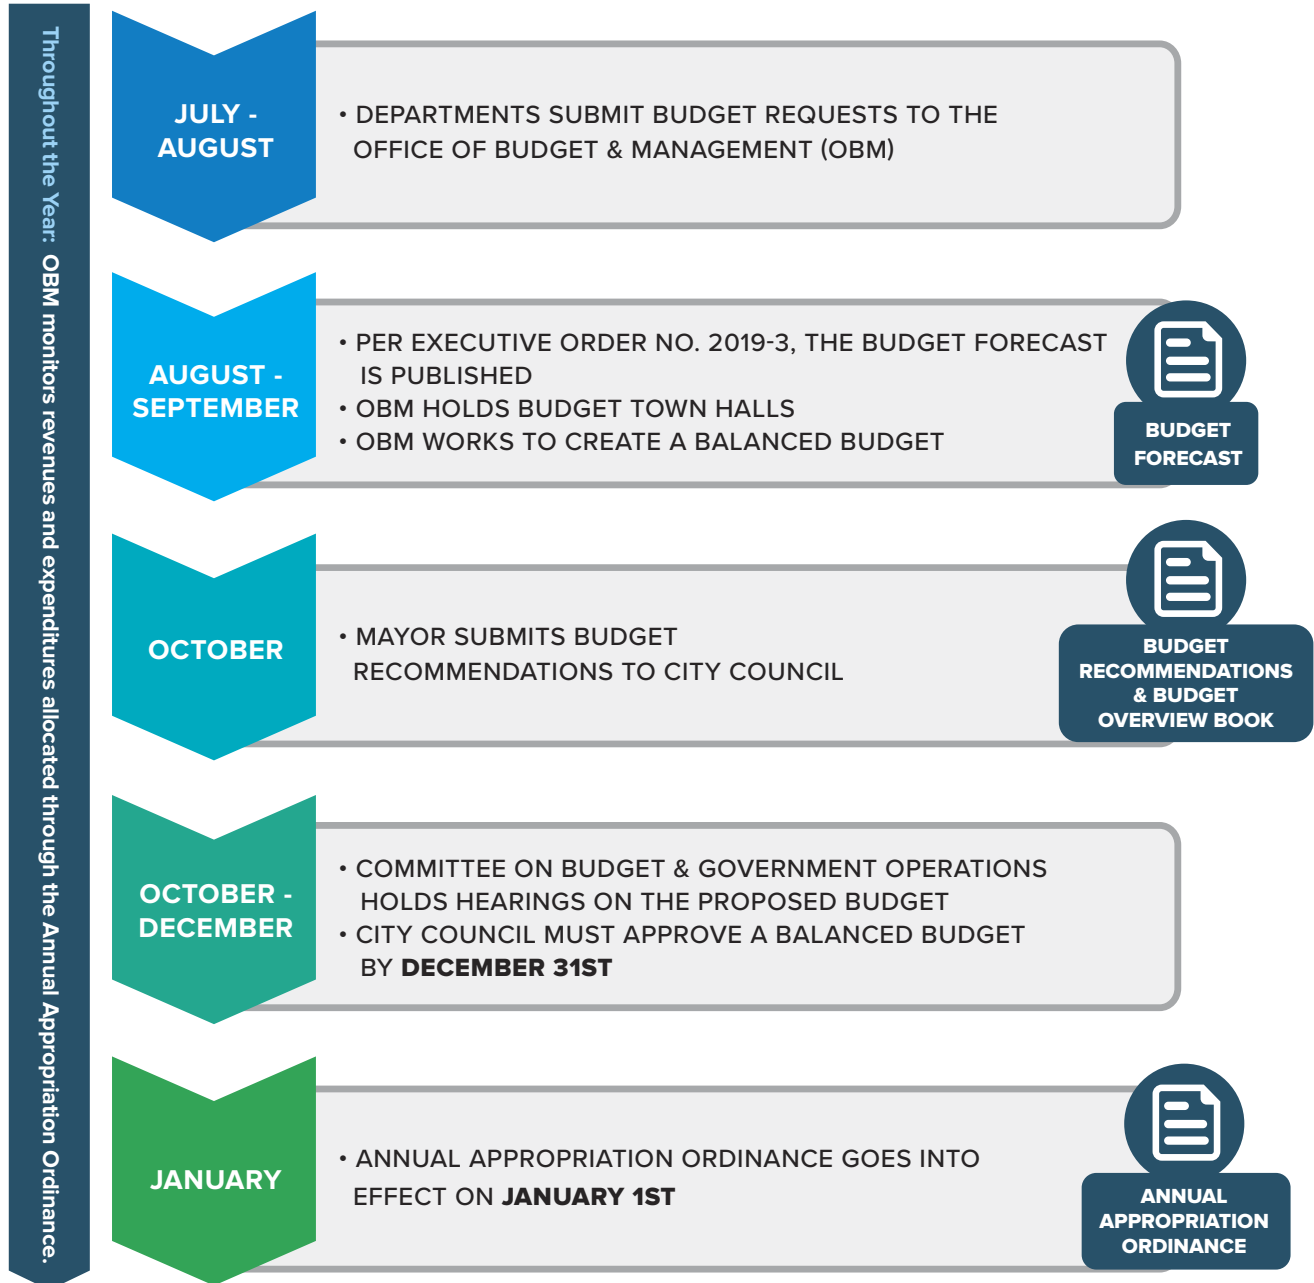 Throughout the Year: OBM monitors revenues and expenditures allocated through the Annual Appropriation Ordinance.
JULY -
AUGUST
• DEPARTMENTS SUBMIT BUDGET REQUESTS TO THE
OFFICE OF BUDGET & MANAGEMENT (OBM)
AUGUST -
SEPTEMBER
• PER EXECUTIVE ORDER NO. 2019-3, THE BUDGET FORECAST
IS PUBLISHED
• OBM HOLDS BUDGET TOWN HALLS
• OBM WORKS TO CREATE A BALANCED BUDGET
BUDGET
FORECAST
OCTOBER
• MAYOR SUBMITS BUDGET
RECOMMENDATIONS TO CITY COUNCIL
BUDGET
RECOMMENDATIONS
& BUDGET
OVERVIEW BOOK
OCTOBER -
DECEMBER
• COMMITTEE ON BUDGET & GOVERNMENT OPERATIONS
HOLDS HEARINGS ON THE PROPOSED BUDGET
• CITY COUNCIL MUST APPROVE A BALANCED BUDGET
BY DECEMBER 31ST
JANUARY
• ANNUAL APPROPRIATION ORDINANCE GOES INTO
EFFECT ON JANUARY 1ST
ANNUAL
APPROPRIATION
ORDINANCE